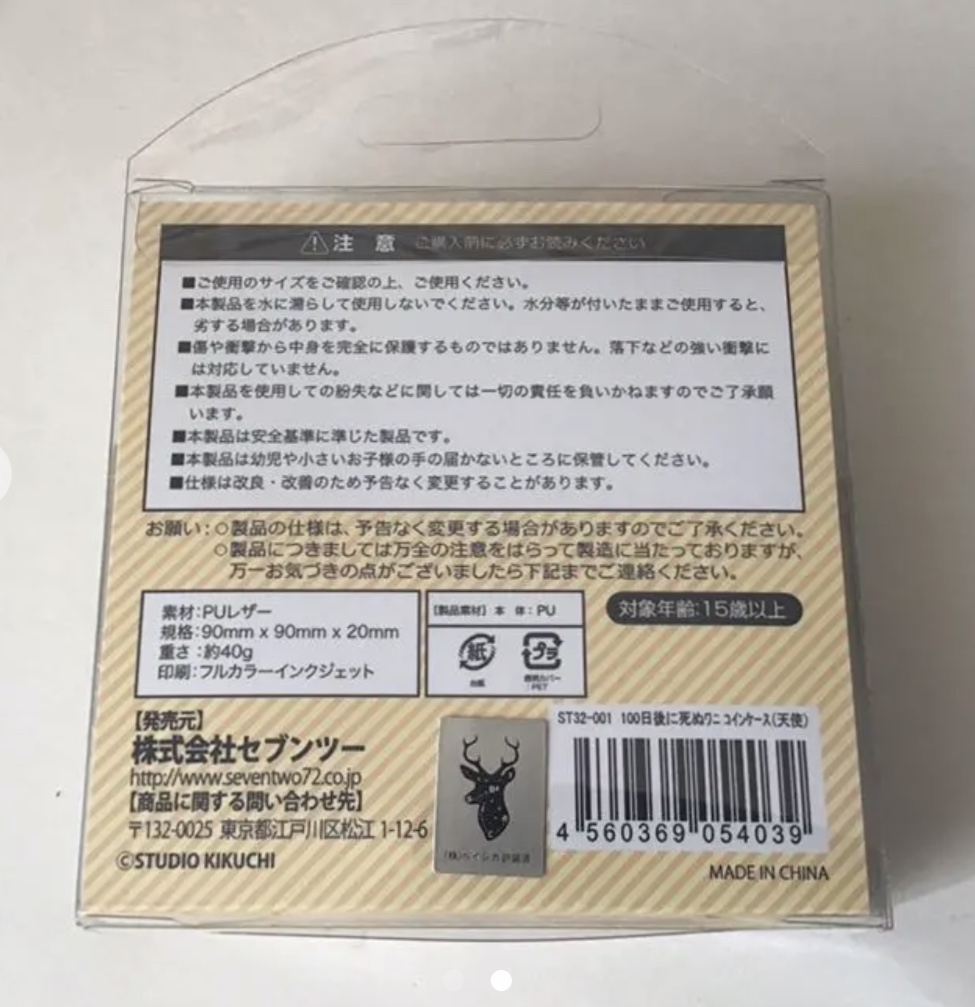 注 意 ご購入前に必ずお読みください
■ご使用のサイズをご確認の上、ご使用ください。
■本製品を水に濡らして使用しないでください。水分等が付いたままご使用すると、
劣する場合があります。
■傷や衝撃から中身を完全に保護するものではありません。落下などの強い衝撃に
は対応していません。
■本製品を使用しての紛失などに関しては一切の責任を負いかねますのでご了承願
います。
■本製品は安全基準に準じた製品です。
■本製品は幼児や小さいお子様の手の届かないところに保管してください。
■仕様は改良・改善のため予告なく変更することがあります。
お願い:○製品の仕様は、予告なく変更する場合がありますのでご了承ください。
○製品につきましては万全の注意をはらって製造に当たっておりますが、
万一お気づきの点がございましたら下記までご連絡ください。
素材:PUレザー
規格:90mm x 90mm x 20mm
重さ:約40g
印刷:フルカラーインクジェット
【製品素材】本 体:PU
紙 プラ
台紙 透明カバー
:PET
対象年齢:15歳以上
【発売元】
株式会社セブンツー
http://www.seventwo72.co.jp
【商品に関する問い合わせ先】
〒132-0025 東京都江戸川区松江 1-12-6
©STUDIO KIKUCHI
(株)ベイシカ許諾済
ST32-001 100日後に死ぬワニ コインケース(天使)
4 560369 054039
MADE IN CHINA